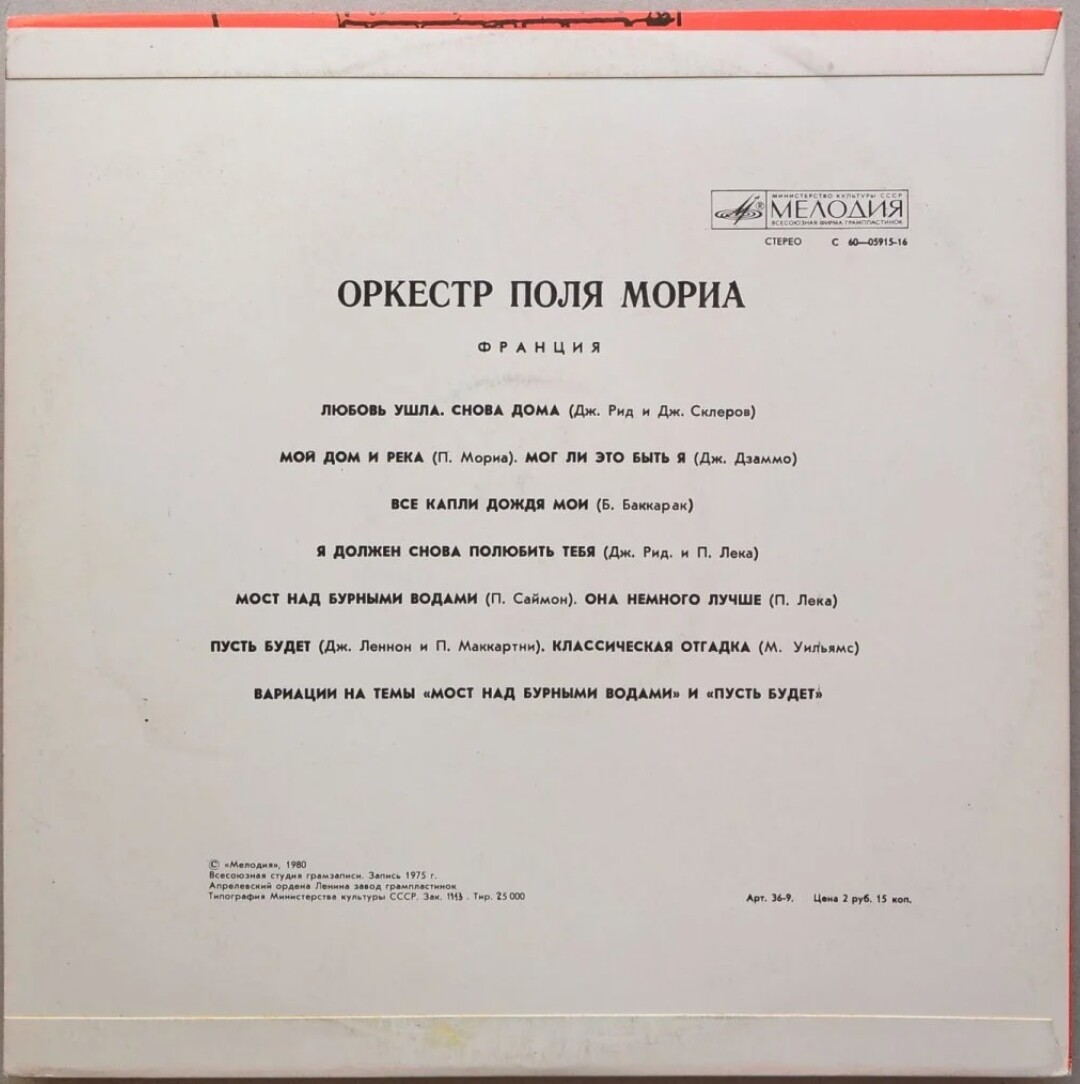 МИНИСТЕРСТВО КУЛЬТУРЫ СССР
МЕЛОДИЯ
ВСЕСОЮЗНАЯ ФИРМА ГРАМПЛАСТИНОК
СТЕРЕО С 60—05915-16
ОРКЕСТР ПОЛЯ МОРИА
ФРАНЦИЯ
ЛЮБОВЬ УШЛА. СНОВА ДОМА (Дж. Рид и Дж. Склеров)
МОЙ ДОМ И РЕКА (П. Мориа). МОГ ЛИ ЭТО БЫТЬ Я (Дж. Дзаммо)
ВСЕ КАПЛИ ДОЖДЯ МОИ (Б. Баккарак)
Я ДОЛЖЕН СНОВА ПОЛЮБИТЬ ТЕБЯ (Дж. Рид. и П. Лека)
МОСТ НАД БУРНЫМИ ВОДАМИ (П. Саймон). ОНА НЕМНОГО ЛУЧШЕ (П. Лека)
ПУСТЬ БУДЕТ (Дж. Леннон и П. Маккартни). КЛАССИЧЕСКАЯ ОТГАДКА (М. Уильямс)
ВАРИАЦИИ НА ТЕМЫ «МОСТ НАД БУРНЫМИ ВОДАМИ» И «ПУСТЬ БУДЕТ»
© «Мелодия», 1980
Всесоюзная студия грамзаписи. Запись 1975 г.
Апрелевский ордена Ленина завод грампластинок
Типография Министерства культуры СССР. Зак. 1113. Тир. 25 000
Арт. 36-9. Цена 2 руб. 15 коп.